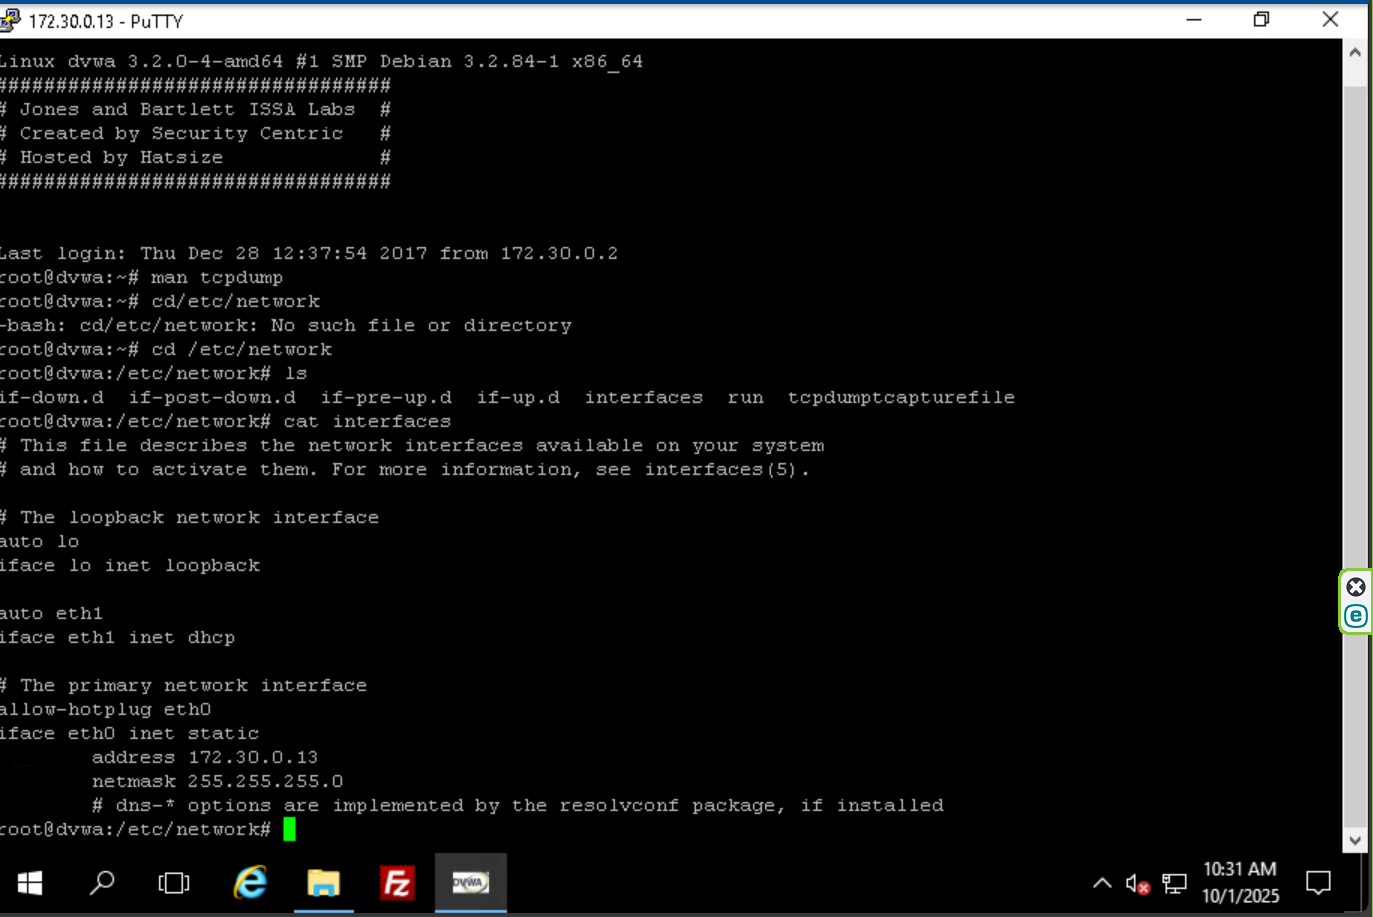 172.30.0.13 - PuTTY
Linux dvwa 3.2.0-4-amd64 #1 SMP Debian 3.2.84-1 x86_64
#################################
# Jones and Bartlett ISSA Labs  #
# Created by Security Centric   #
# Hosted by Hatsize             #
#################################
Last login: Thu Dec 28 12:37:54 2017 from 172.30.0.2
root@dvwa:~# man tcpdump
root@dvwa:~# cd/etc/network
-bash: cd/etc/network: No such file or directory
root@dvwa:~# cd /etc/network
root@dvwa:/etc/network# ls
if-down.d  if-post-down.d  if-pre-up.d  if-up.d  interfaces  run  tcpdumptcapturefile
root@dvwa:/etc/network# cat interfaces
# This file describes the network interfaces available on your system
# and how to activate them. For more information, see interfaces(5).
# The loopback network interface
auto lo
iface lo inet loopback
auto eth1
iface eth1 inet dhcp
# The primary network interface
allow-hotplug eth0
iface eth0 inet static
address 172.30.0.13
netmask 255.255.255.0
# dns-* options are implemented by the resolvconf package, if installed
root@dvwa:/etc/network#
DVWA
10:31 AM
10/1/2025